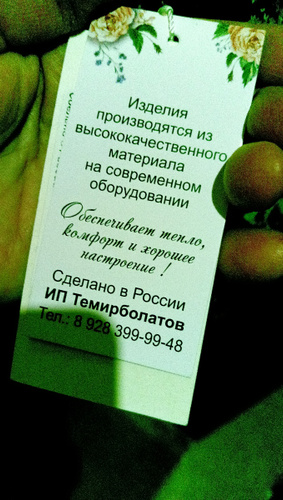 Изделия
производятся из
высококачественного
материала
на современном
оборудовании
Обеспечивает тепло,
комфорт и хорошее
настроение !
Сделано в России
ИП Темирболатов
Тел.: 8 928 399-99-48